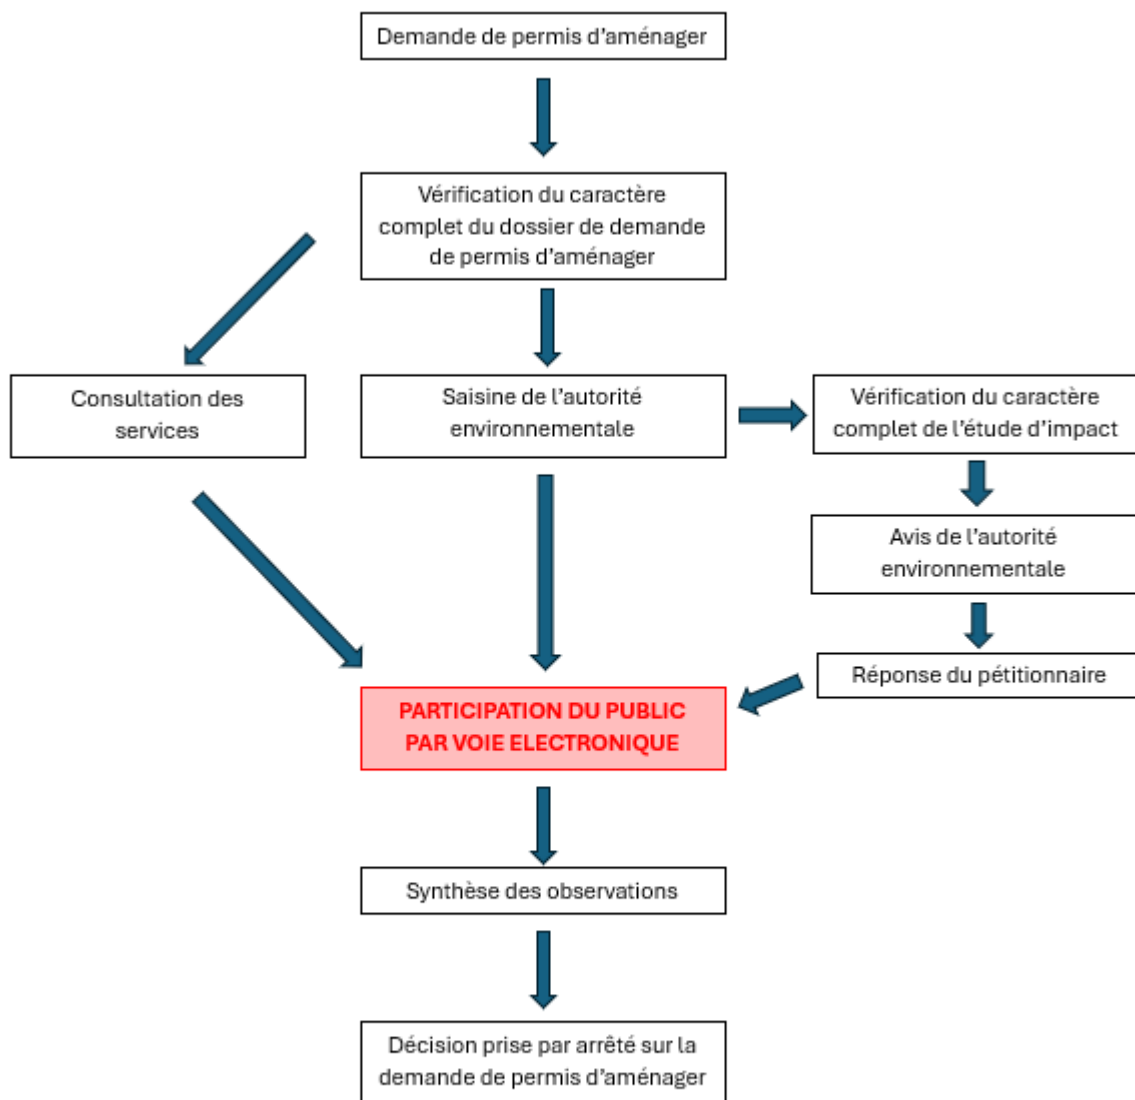 Demande de permis d'aménager
Vérification du caractère
complet du dossier de demande
de permis d'aménager
Consultation des
services
Saisine de l'autorité
environnementale
Vérification du caractère
complet de l'étude d'impact
Avis de l'autorité
environnementale
Réponse du pétitionnaire
PARTICIPATION DU PUBLIC
PAR VOIE ELECTRONIQUE
Synthèse des observations
Décision prise par arrêté sur la
demande de permis d'aménager